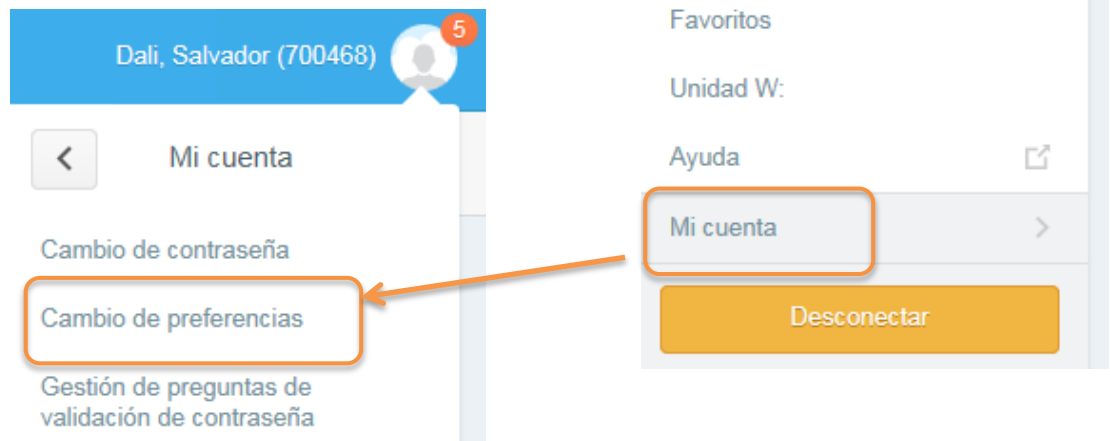 Dali, Salvador (700468)
5
Mi cuenta
Cambio de contraseña
Cambio de preferencias
Gestión de preguntas de
validación de contraseña
Favoritos
Unidad W:
Ayuda
Mi cuenta
Desconectar